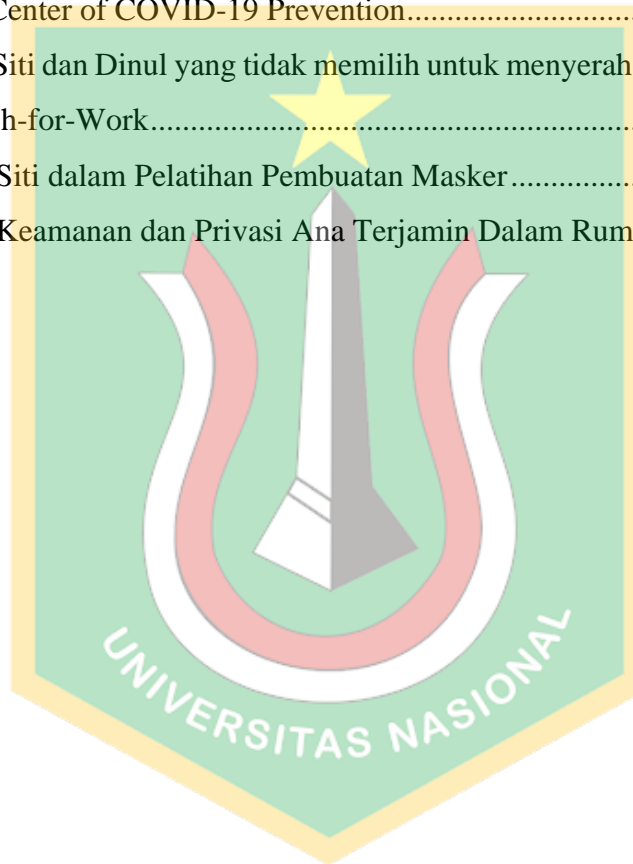 Center of COVID-19 Prevention........................................
Siti dan Dinul yang tidak memilih untuk menyerah
h-for-Work.......................................................................
Siti dalam Pelatihan Pembuatan Masker.......................
Keamanan dan Privasi Ana Terjamin Dalam Rum
UNIVERSITAS NASIONAL